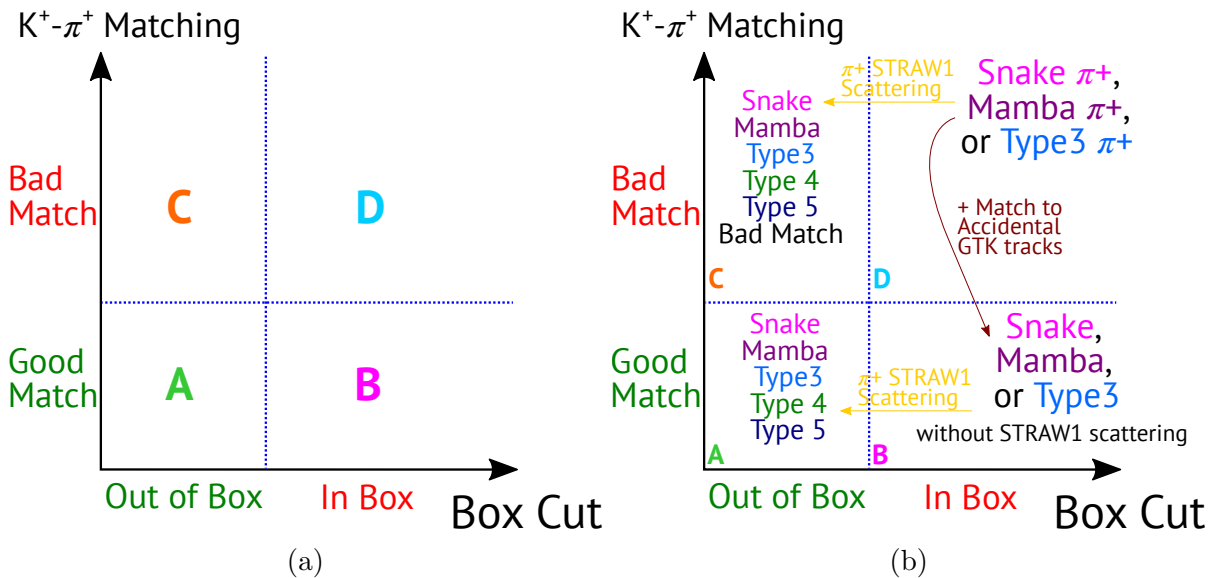 K⁺-π⁺ Matching
Bad
Match
C
D
Good
Match
A
B
Out of Box
In Box
Box Cut
(a)
K⁺-π⁺ Matching
π+ STRAW1
Scattering
Snake π+,
Mamba π+,
or Type3 π+
Snake
Mamba
Type3
Type 4
Type 5
Bad Match
Bad
Match
+ Match to
Accidental
GTK tracks
C
D
Snake
Mamba
Type3
Type 4
Type 5
Good
Match
π+ STRAW1
Scattering
Snake,
Mamba,
or Type3
without STRAW1 scattering
A
B
Out of Box
In Box
Box Cut
(b)